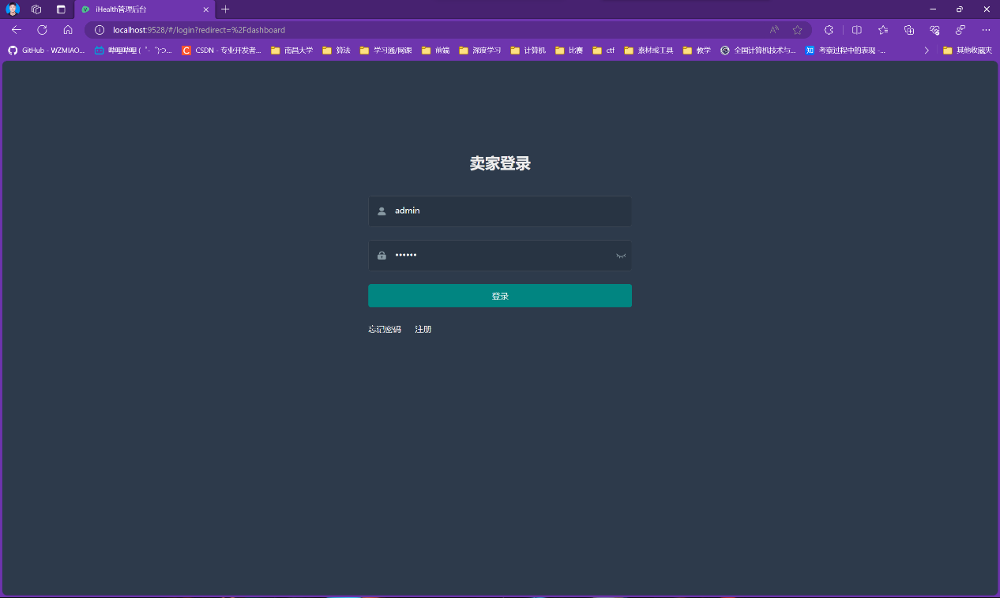 iHealth管理后台
localhost:9528/#/login?redirect=%2Fdashboard
GitHub - WZMIAO... 哔哩哔哩 (゜-゜)つ... CSDN - 专业开发者... 南昌大学 算法 学习通/网课 前端 深度学习 计算机 比赛 ctf 素材或工具 教学 全国计算机技术与... 知 考察过程中的表现 -... 其他收藏夹
卖家登录
admin
••••••
登录
忘记密码 注册